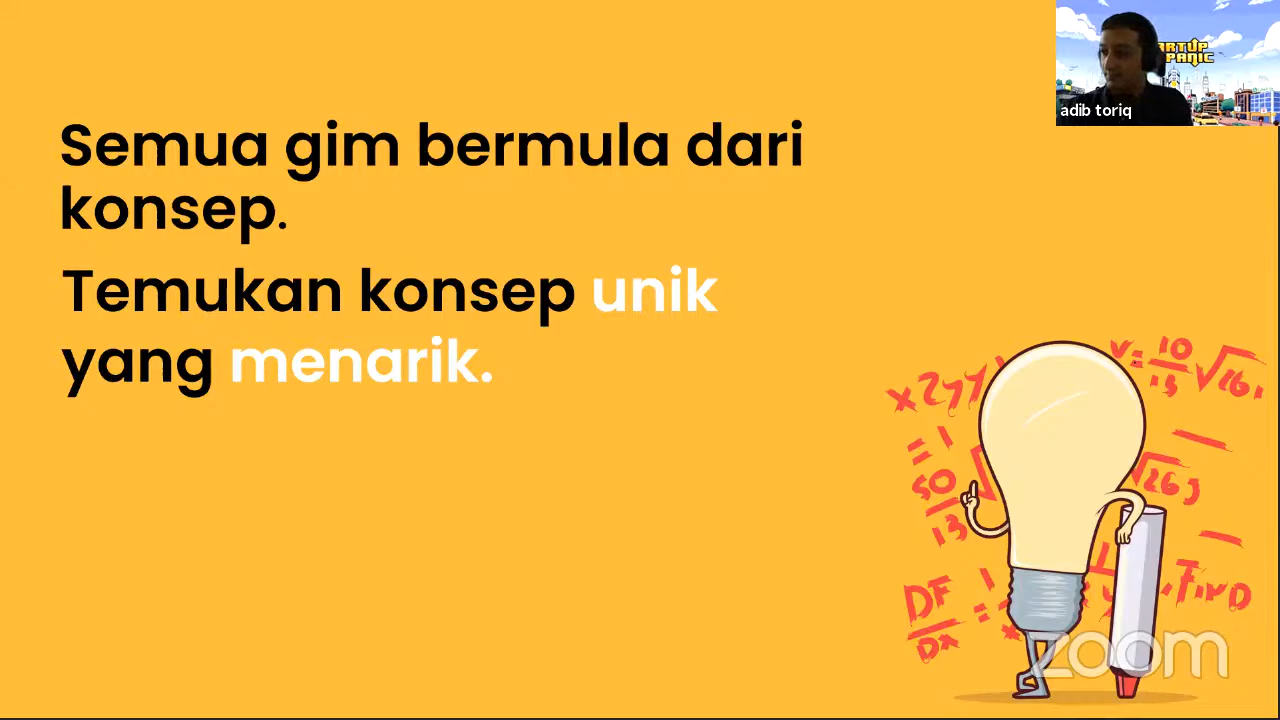 Semua gim bermula dari
konsep.
Temukan konsep unik
yang menarik.
adib toriq
zoom